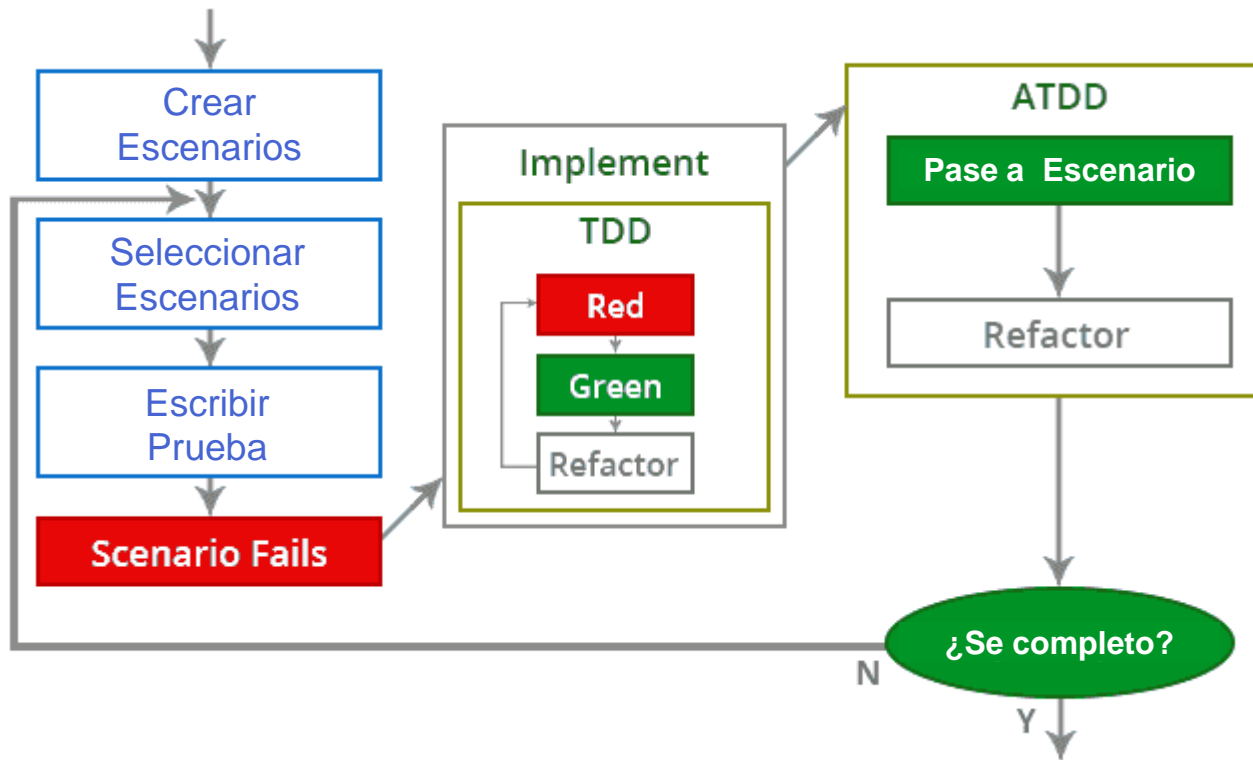 Crear
Escenarios
Seleccionar
Escenarios
Escribir
Prueba
Scenario Fails
Implement
TDD
Red
Green
Refactor
ATDD
Pase a Escenario
Refactor
¿Se completo?
N
Y